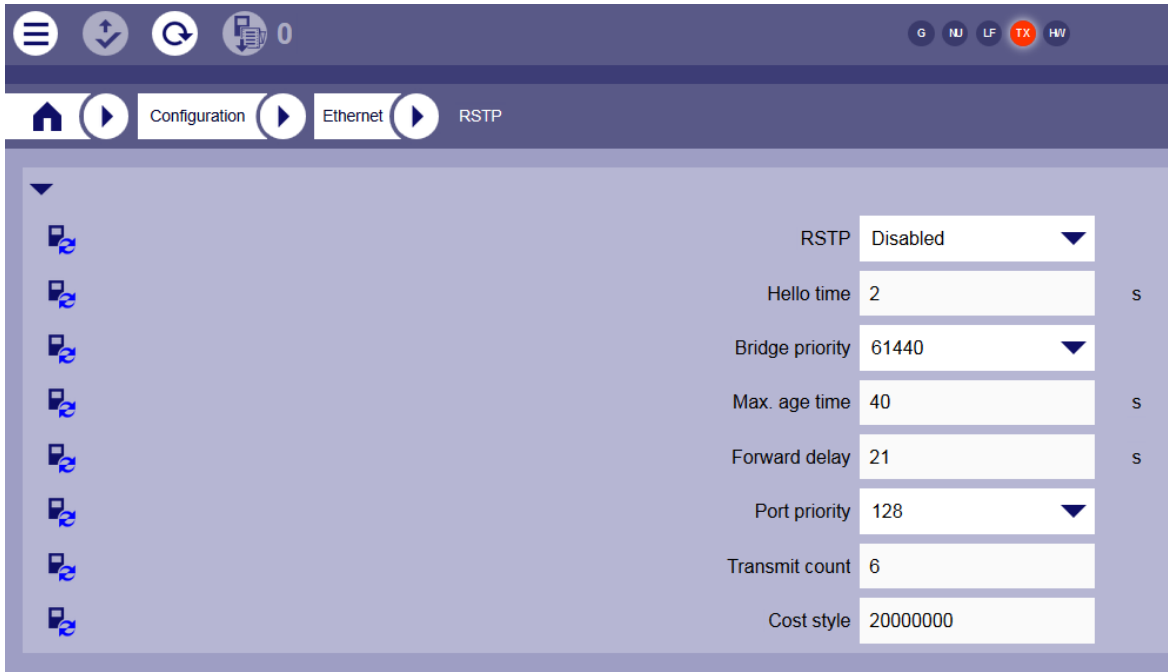 0 G NU LF TX HW
Configuration Ethernet RSTP
RSTP Disabled
Hello time 2 s
Bridge priority 61440
Max. age time 40 s
Forward delay 21 s
Port priority 128
Transmit count 6
Cost style 20000000